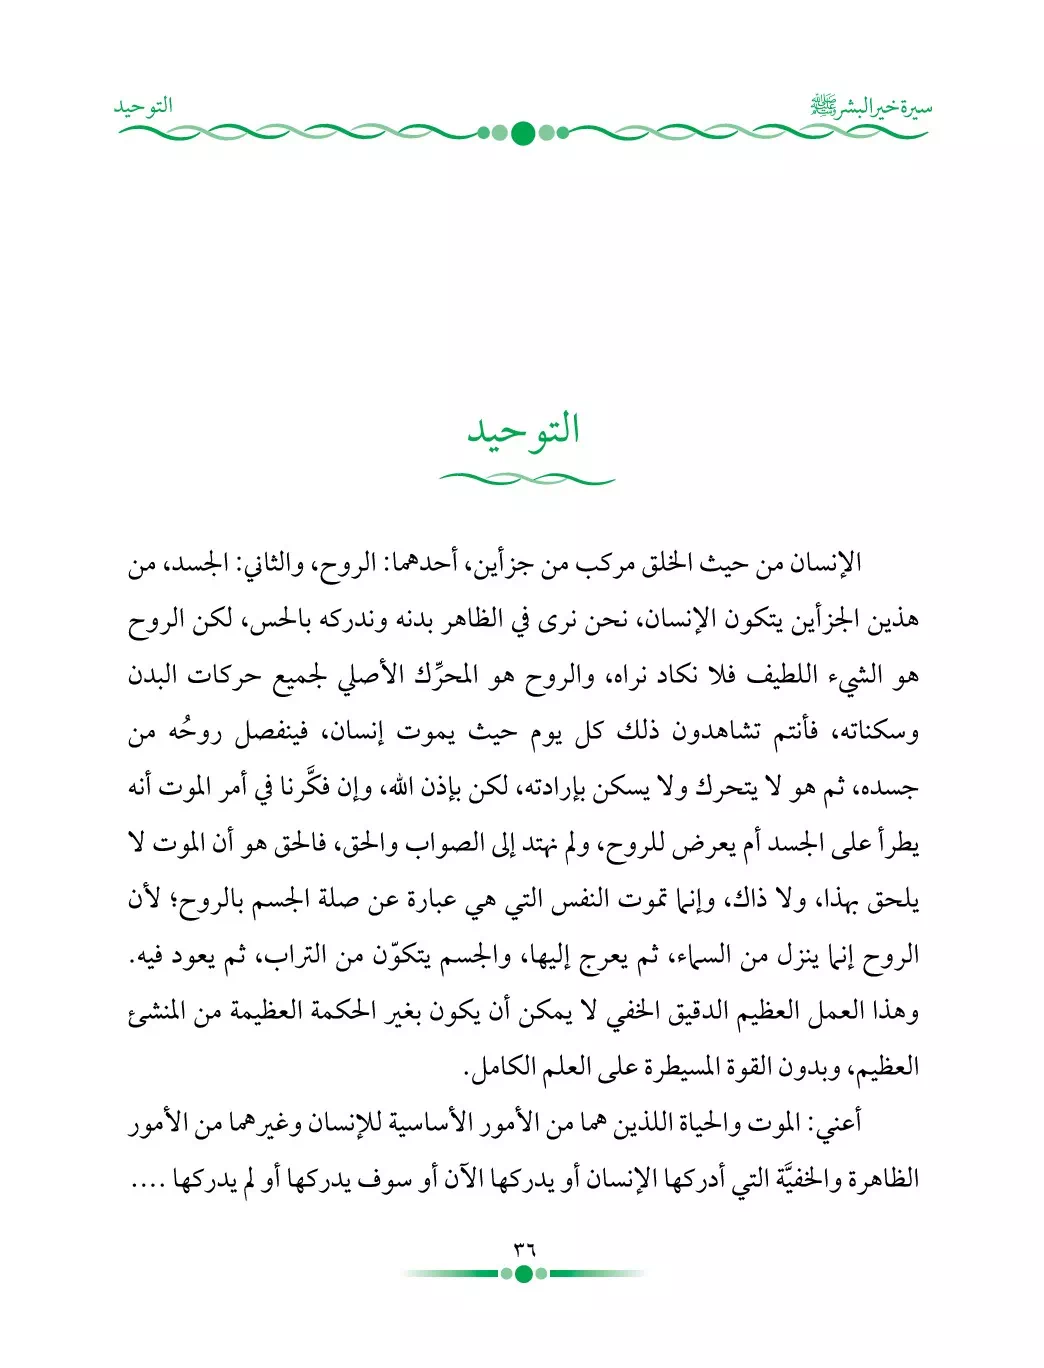 سيرة خير البشر ﷺ
التوحيد
التوحيد
الإنسان من حيث الخلق مركب من جزأين، أحدهما: الروح، والثاني: الجسد، من
هذين الجزأين يتكون الإنسان، نحن نرى في الظاهر بدنه وندركه بالحس، لكن الروح
هو الشيء اللطيف فلا نكاد نراه، والروح هو المحرِّك الأصلي لجميع حركات البدن
وسكناته، فأنتم تشاهدون ذلك كل يوم حيث يموت إنسان، فينفصل روحُه من
جسده، ثم هو لا يتحرك ولا يسكن بإرادته، لكن بإذن الله، وإن فكَّرنا في أمر الموت أنه
يطرأ على الجسد أم يعرض للروح، ولم نهتد إلى الصواب والحق، فالحق هو أن الموت لا
يلحق بهذا، ولا ذاك، وإنما تموت النفس التي هي عبارة عن صلة الجسم بالروح؛ لأن
الروح إنما ينزل من السماء، ثم يعرج إليها، والجسم يتكوّن من التراب، ثم يعود فيه.
وهذا العمل العظيم الدقيق الخفي لا يمكن أن يكون بغير الحكمة العظيمة من المنشئ
العظيم، وبدون القوة المسيطرة على العلم الكامل.
أعني: الموت والحياة اللذين هما من الأمور الأساسية للإنسان وغيرهما من الأمور
الظاهرة والخفيَّة التي أدركها الإنسان أو يدركها الآن أو سوف يدركها أو لم يدركها ....
٣٦